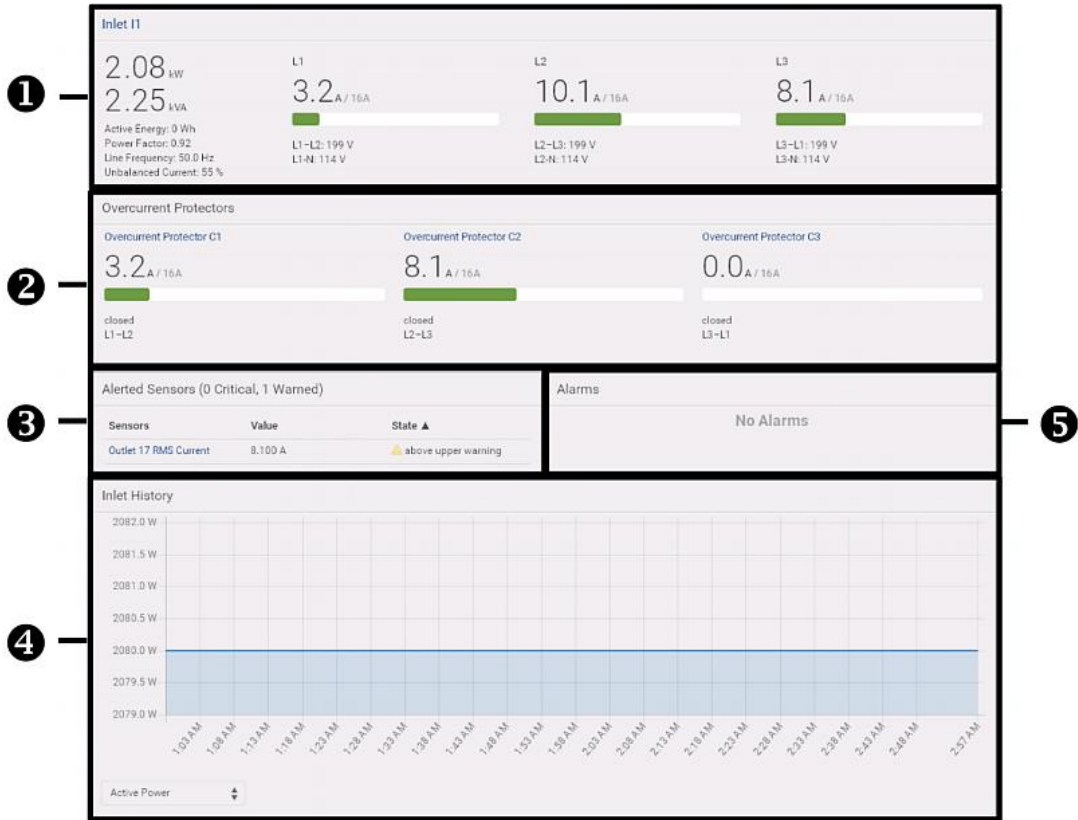 Inlet I1
2.08 kW
2.25 kVA
Active Energy: 0 Wh
Power Factor: 0.92
Line Frequency: 50.0 Hz
Unbalanced Current: 55 %
L1
3.2 A / 16A
L1-L2: 199 V
L1-N: 114 V
L2
10.1 A / 16A
L2-L3: 199 V
L2-N: 114 V
L3
8.1 A / 16A
L3-L1: 199 V
L3-N: 114 V
1
Overcurrent Protectors
Overcurrent Protector C1
3.2 A / 16A
closed
L1-L2
Overcurrent Protector C2
8.1 A / 16A
closed
L2-L3
Overcurrent Protector C3
0.0 A / 16A
closed
L3-L1
2
Alerted Sensors (0 Critical, 1 Warned)
Sensors Value State ▲
Outlet 17 RMS Current 8.100 A above upper warning
3
Alarms
No Alarms
5
Inlet History
2082.0 W
2081.5 W
2081.0 W
2080.5 W
2080.0 W
2079.5 W
2079.0 W
4
1:03 AM
1:08 AM
1:13 AM
1:18 AM
1:23 AM
1:28 AM
1:33 AM
1:38 AM
1:43 AM
1:48 AM
1:53 AM
1:58 AM
2:03 AM
2:08 AM
2:13 AM
2:18 AM
2:23 AM
2:28 AM
2:33 AM
2:38 AM
2:43 AM
2:48 AM
2:57 AM
Active Power